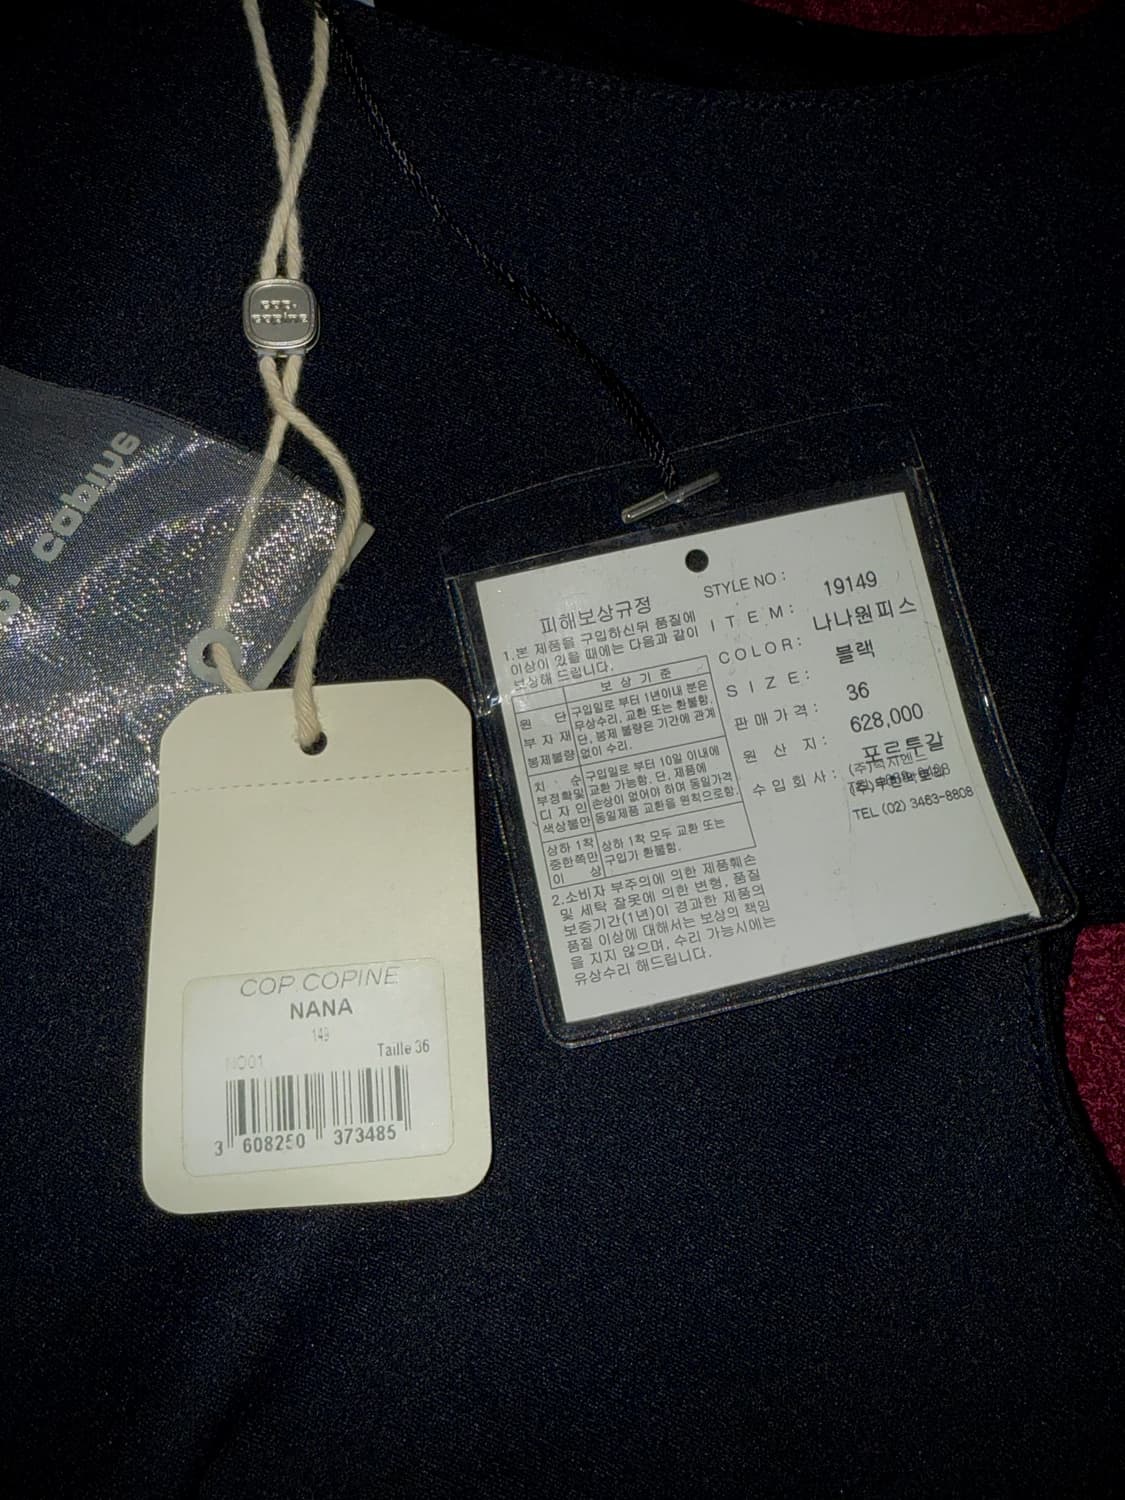 cop.
copine
COP.COPINE
NANA
149
N001
Taille 36
3 608250 373485
피해보상규정
1.본 제품을 구입하신뒤 품질에
이상이 있을 때에는 다음과 같이
보상해 드립니다.
보 상 기 준
원 단
부 자 재
봉제불량
구입일로 부터 1년이내 분은
무상수리, 교환 또는 환불함.
단, 봉제 불량은 기간에 관계
없이 수리.
치 수
부정확및
디 자 인
색상불만
구입일로 부터 10일 이내에
교환 가능함. 단, 제품에
손상이 없어야 하며 동일가격
동일제품 교환을 원칙으로함.
상하 1착
중한쪽만
이 상
상하 1착 모두 교환 또는
구입가 환불함.
2.소비자 부주의에 의한 제품훼손
및 세탁 잘못에 의한 변형, 품질
보증기간(1년)이 경과한 제품의
품질 이상에 대해서는 보상의 책임
을 지지 않으며, 수리 가능시에는
유상수리 해드립니다.
STYLE NO : 19149
ITEM: 나나원피스
COLOR: 블랙
SIZE: 36
판매가격: 628,000
원 산 지: 포르투갈
수입회사:
TEL (02) 3463-8808